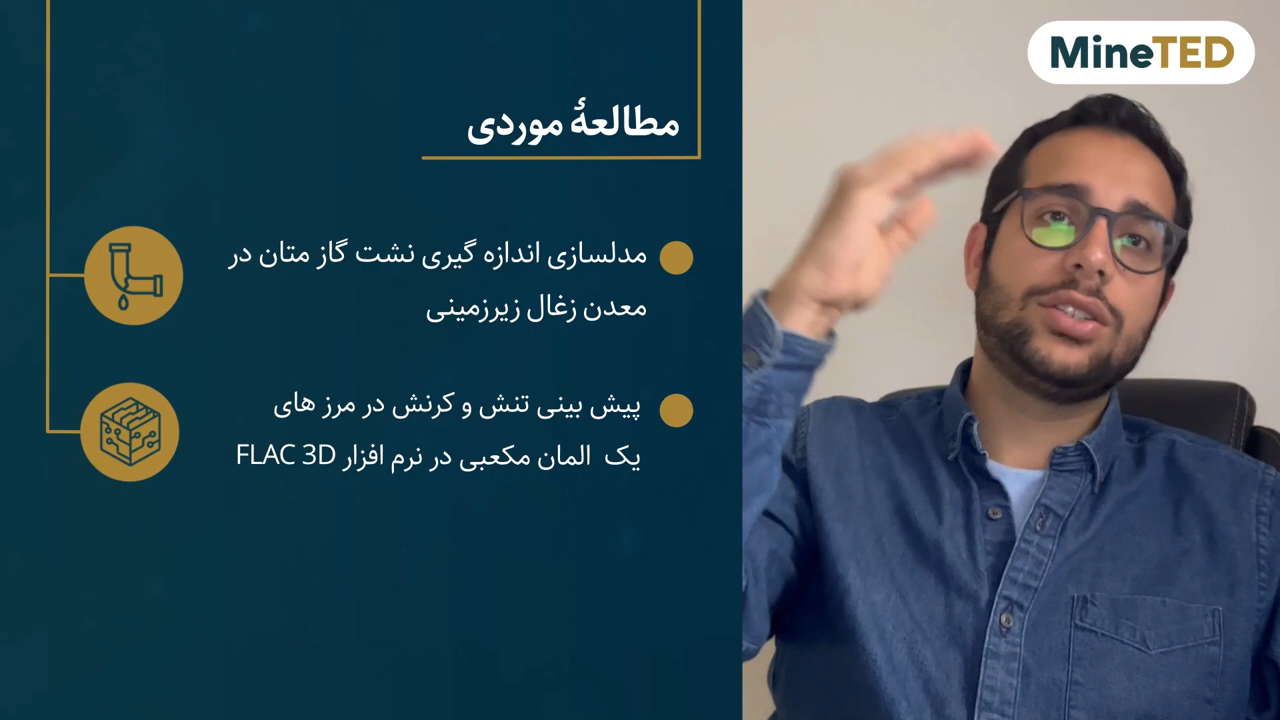 MineTED
مطالعهٔ موردی
مدلسازی اندازه گیری نشت گاز متان در
معدن زغال زیرزمینی
پیش بینی تنش و کرنش در مرز های
یک المان مکعبی در نرم افزار FLAC 3D